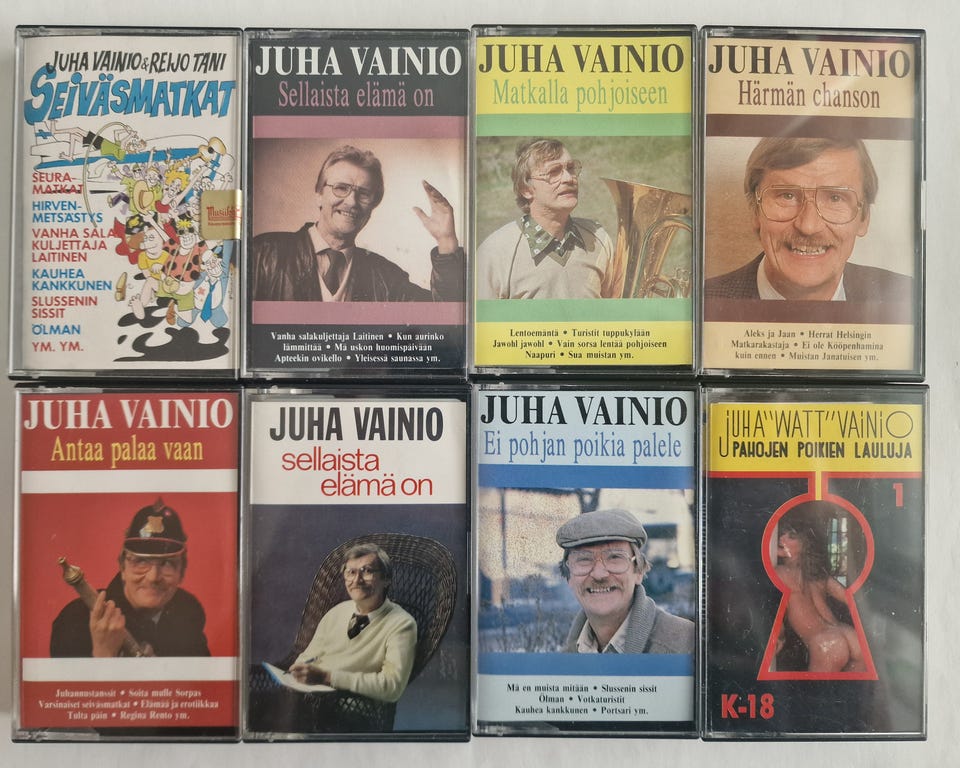 JUHA VAINIO & REIJO TANI
SEIVÄSMATKAT
SEURA-
MATKAT
HIRVEN-
METSÄSTYS
VANHA SALA
KULJETTAJA
LAITINEN
KAUHEA
KANKKUNEN
SLUSSENIN
SISSIT
ÖLMAN
YM. YM.
Musiikki
JUHA VAINIO
Sellaista elämä on
Vanha salakuljettaja Laitinen • Kun aurinko
lämmittää • Mä uskon huomispäivään
Apteekin ovikello • Yleisessä saunassa ym.
JUHA VAINIO
Matkalla pohjoiseen
Lentoemäntä • Turistit tuppukylään
Jawohl jawohl • Vain sorsa lentää pohjoiseen
Naapuri • Sua muistan ym.
JUHA VAINIO
Härmän chanson
Aleks ja Jaan • Herrat Helsingin
Matkarakastaja • Ei ole Kööpenhamina
kuin ennen • Muistan Janatuisen ym.
JUHA VAINIO
Antaa palaa vaan
Juhannustanssit • Soita mulle Sorpas
Varsinaiset seiväsmatkat • Elämää ja erotiikkaa
Tulta päin • Regina Rento ym.
JUHA VAINIO
sellaista
elämä on
JUHA VAINIO
Ei pohjan poikia palele
Mä en muista mitään • Slussenin sissit
Ölman • Votkaturistit
Kauhea kankkunen • Portsari ym.
JUHA "WATT" VAINIO
PAHOJEN POIKIEN LAULUJA
1
K-18